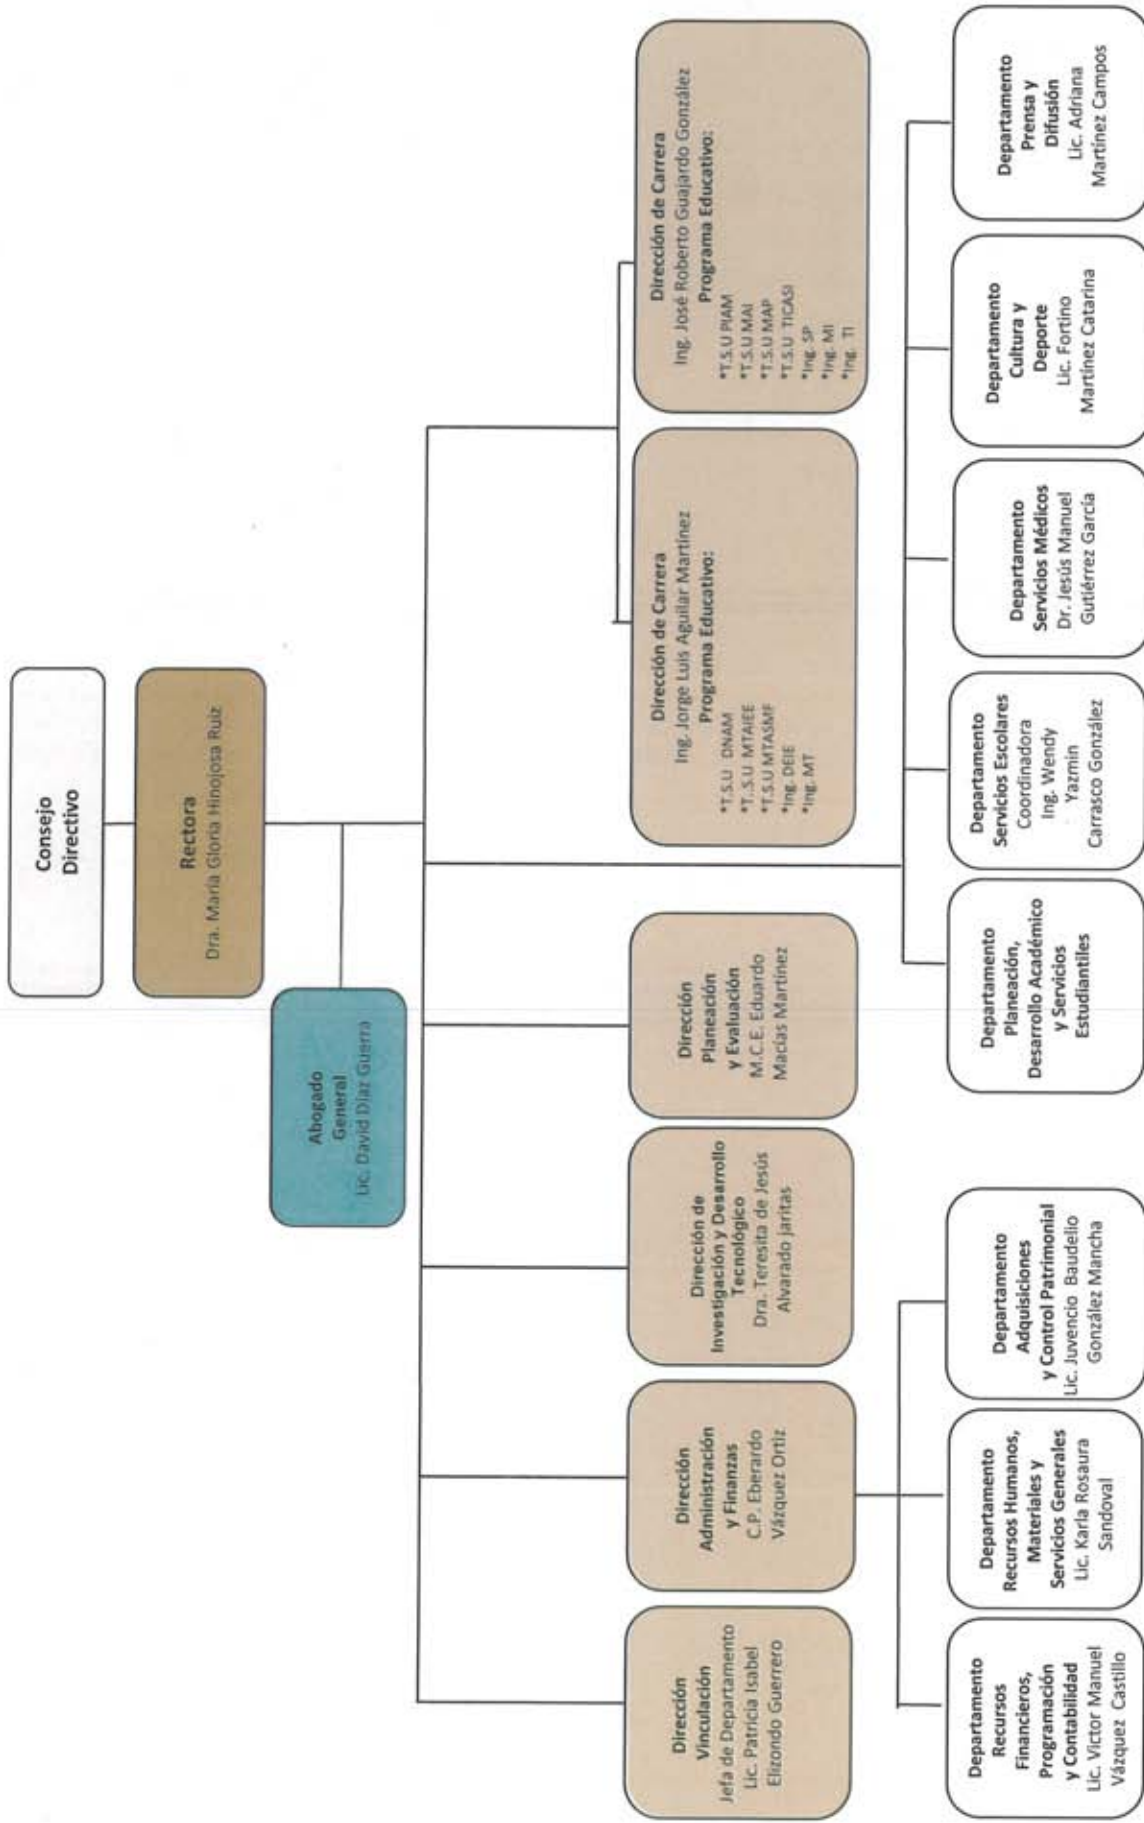 Consejo
Directivo
Rectora
Dra. María Gloria Hinojosa Ruiz
Abogado
General
Lic. David Díaz Guerra
Dirección
Vinculación
Jefa de Departamento
Lic. Patricia Isabel
Elizondo Guerrero
Dirección
Administración
y Finanzas
C.P. Eberardo
Vázquez Ortiz
Dirección de
Investigación y Desarrollo
Tecnológico
Dra. Teresita de Jesús
Alvarado Jaritas
Dirección
Planeación
y Evaluación
M.C.E. Eduardo
Macías Martínez
Dirección de Carrera
Ing. Jorge Luis Aguilar Martínez
Programa Educativo:
*T.S.U DNAM
*T..S.U MTAIEE
*T.S.U MTASMF
*Ing. DEIE
*Ing. MT
Dirección de Carrera
Ing. José Roberto Guajardo González
Programa Educativo:
*T.S.U PIAM
*T.S.U MAI
*T.S.U MAP
*T.S.U TICASI
*Ing. SP
*Ing. MI
*Ing. TI
Departamento
Recursos
Financieros,
Programación
y Contabilidad
Lic. Victor Manuel
Vázquez Castillo
Departamento
Recursos Humanos,
Materiales y
Servicios Generales
Lic. Karla Rosaura
Sandoval
Departamento
Adquisiciones
y Control Patrimonial
Lic. Juvencio Baudelio
González Mancha
Departamento
Planeación,
Desarrollo Académico
y Servicios
Estudiantiles
Departamento
Servicios Escolares
Coordinadora
Ing. Wendy
Yazmin
Carrasco González
Departamento
Servicios Médicos
Dr. Jesús Manuel
Gutiérrez García
Departamento
Cultura y
Deporte
Lic. Fortino
Martínez Catarina
Departamento
Prensa y
Difusión
Lic. Adriana
Martínez Campos